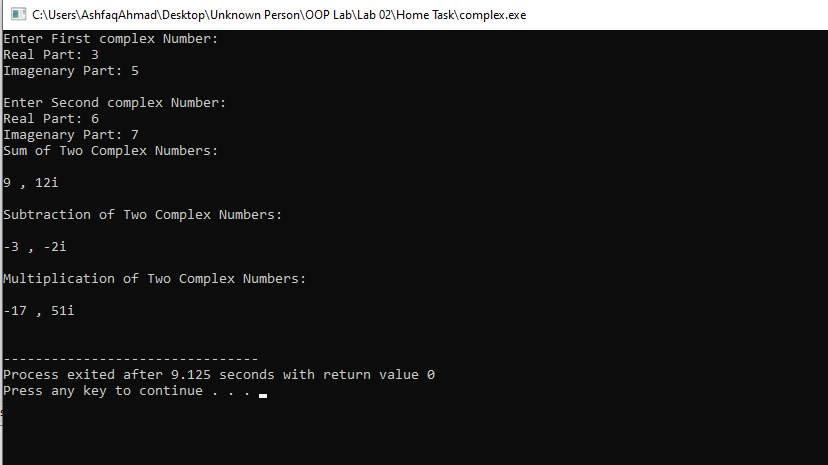 C:\Users\AshfaqAhmad\Desktop\Unknown Person\OOP Lab\Lab 02\Home Task\complex.exe
Enter First complex Number:
Real Part: 3
Imagenary Part: 5
Enter Second complex Number:
Real Part: 6
Imagenary Part: 7
Sum of Two Complex Numbers:
9 , 12i
Subtraction of Two Complex Numbers:
-3 , -2i
Multiplication of Two Complex Numbers:
-17 , 51i
--------------------------------
Process exited after 9.125 seconds with return value 0
Press any key to continue . . .